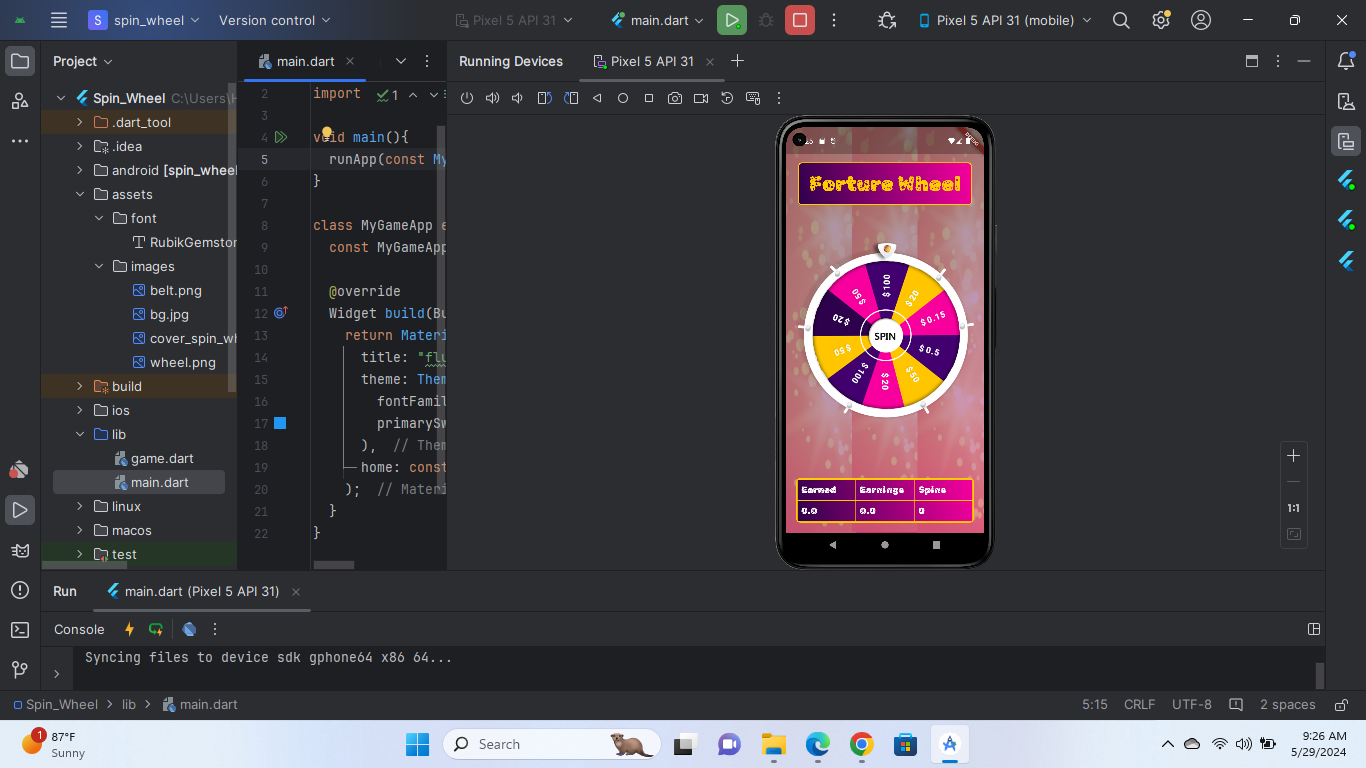 S spin_wheel Version control Pixel 5 API 31 main.dart Pixel 5 API 31 (mobile)
Project
Spin_Wheel C:\Users\H
.dart_tool
.idea
android [spin_wheel
assets
font
RubikGemstor
images
belt.png
bg.jpg
cover_spin_wh
wheel.png
build
ios
lib
game.dart
main.dart
linux
macos
test
main.dart
1
2 import
3
4 void main(){
5 runApp(const My
6 }
7
8 class MyGameApp e
9 const MyGameApp
10
11 @override
12 Widget build(Bu
13 return Materi
14 title: "flu
15 theme: Them
16 fontFamil
17 primarySw
18 ), // Them
19 home: const
20 ); // Materi
21 }
22 }
Running Devices Pixel 5 API 31
Forture Wheel
$100
$20
$0.15
$0.5
$50
$20
$100
$50
$20
$50
SPIN
Earned Earnings Spins
0.0 0.0 0
1:1
Run main.dart (Pixel 5 API 31)
Console
Syncing files to device sdk gphone64 x86 64...
Spin_Wheel > lib > main.dart 5:15 CRLF UTF-8 2 spaces
1
87°F
Sunny
Search
9:26 AM
5/29/2024